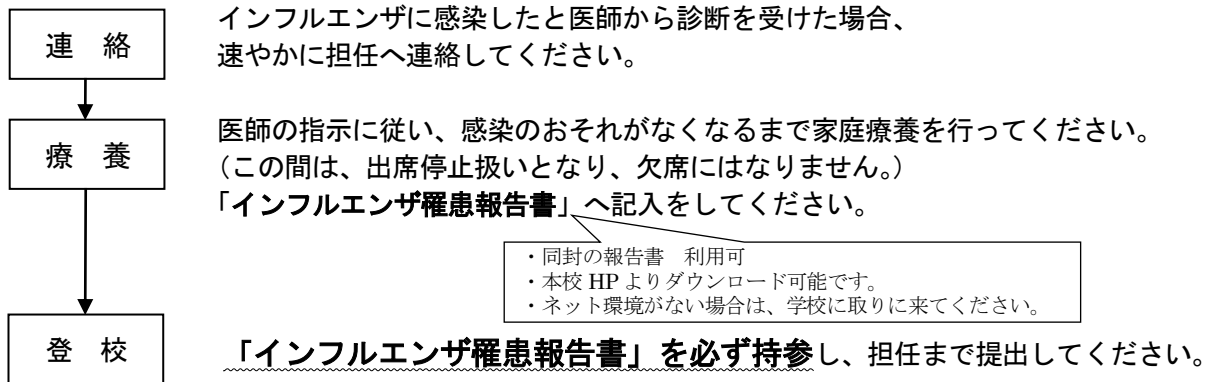 連　絡
インフルエンザに感染したと医師から診断を受けた場合、
速やかに担任へ連絡してください。
療　養
医師の指示に従い、感染のおそれがなくなるまで家庭療養を行ってください。
（この間は、出席停止扱いとなり、欠席にはなりません。）
「インフルエンザ罹患報告書」へ記入をしてください。
・同封の報告書　利用可
・本校 HP よりダウンロード可能です。
・ネット環境がない場合は、学校に取りに来てください。
登　校
「インフルエンザ罹患報告書」を必ず持参し、担任まで提出してください。